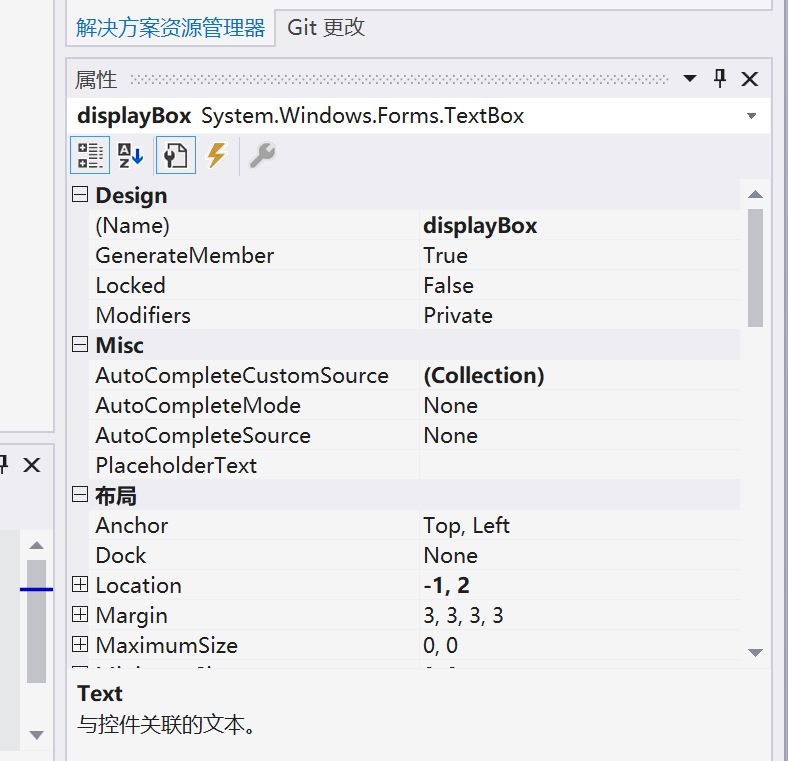 解决方案资源管理器 Git 更改
属性
displayBox System.Windows.Forms.TextBox
Design
(Name) displayBox
GenerateMember True
Locked False
Modifiers Private
Misc
AutoCompleteCustomSource (Collection)
AutoCompleteMode None
AutoCompleteSource None
PlaceholderText
布局
Anchor Top, Left
Dock None
Location -1, 2
Margin 3, 3, 3, 3
MaximumSize 0, 0
Text
与控件关联的文本。